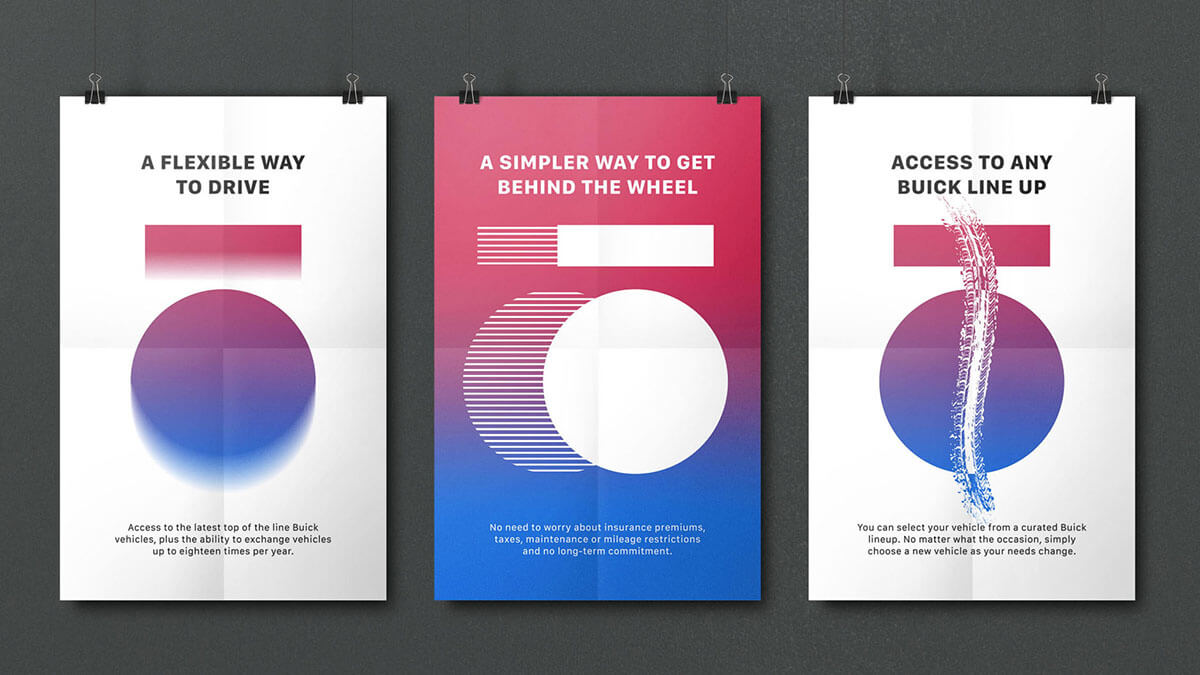 A FLEXIBLE WAY
TO DRIVE
Access to the latest top of the line Buick
vehicles, plus the ability to exchange vehicles
up to eighteen times per year.
A SIMPLER WAY TO GET
BEHIND THE WHEEL
No need to worry about insurance premiums,
taxes, maintenance or mileage restrictions
and no long-term commitment.
ACCESS TO ANY
BUICK LINE UP
You can select your vehicle from a curated Buick
lineup. No matter what the occasion, simply
choose a new vehicle as your needs change.